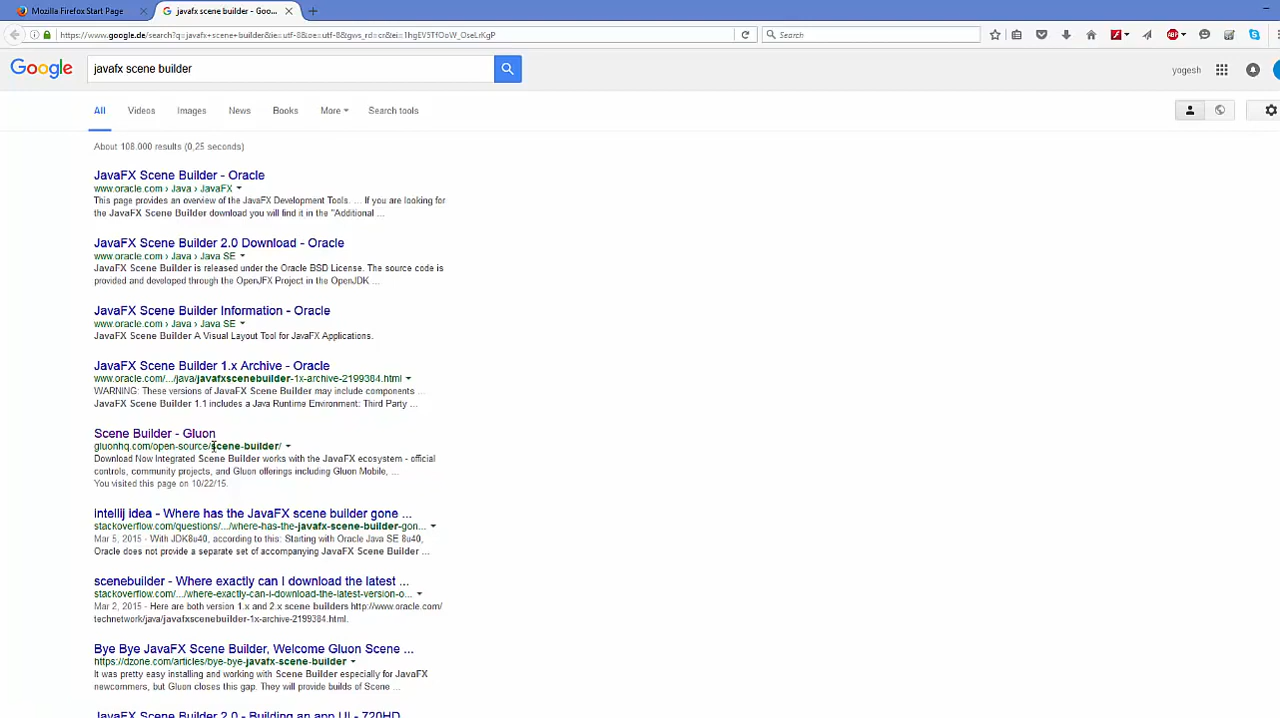 Mozilla Firefox Start Page
javafx scene builder - Goo...
https://www.google.de/search?q=javafx+scene+builder&ie=utf-8&oe=utf-8&gws_rd=cr&ei=1hgEV5TfOoW_OseLrKgP
Search
Google
javafx scene builder
yogesh
All Videos Images News Books More Search tools
About 108.000 results (0,25 seconds)
JavaFX Scene Builder - Oracle
www.oracle.com › Java › JavaFX
This page provides an overview of the JavaFX Development Tools. ... If you are looking for
the JavaFX Scene Builder download you will find it in the "Additional ...
JavaFX Scene Builder 2.0 Download - Oracle
www.oracle.com › Java › Java SE
JavaFX Scene Builder is released under the Oracle BSD License. The source code is
provided and developed through the OpenJFX Project in the OpenJDK ...
JavaFX Scene Builder Information - Oracle
www.oracle.com › Java › Java SE
JavaFX Scene Builder A Visual Layout Tool for JavaFX Applications.
JavaFX Scene Builder 1.x Archive - Oracle
www.oracle.com/.../java/javafxscenebuilder-1x-archive-2199384.html
WARNING: These versions of JavaFX Scene Builder may include components ...
JavaFX Scene Builder 1.1 includes a Java Runtime Environment: Third Party ...
Scene Builder - Gluon
gluonhq.com/open-source/scene-builder/
Download Now Integrated Scene Builder works with the JavaFX ecosystem - official
controls, community projects, and Gluon offerings including Gluon Mobile, ...
You visited this page on 10/22/15.
intellij idea - Where has the JavaFX scene builder gone ...
stackoverflow.com/questions/.../where-has-the-javafx-scene-builder-gon...
Mar 5, 2015 - With JDK8u40, according to this: Starting with Oracle Java SE 8u40,
Oracle does not provide a separate set of accompanying JavaFX Scene Builder ...
scenebuilder - Where exactly can I download the latest ...
stackoverflow.com/.../where-exactly-can-i-download-the-latest-version-o...
Mar 2, 2015 - Here are both version 1.x and 2.x scene builders http://www.oracle.com/
technetwork/java/javafxscenebuilder-1x-archive-2199384.html.
Bye Bye JavaFX Scene Builder, Welcome Gluon Scene ...
https://dzone.com/articles/bye-bye-javafx-scene-builder
It was pretty easy installing and working with Scene Builder especially for JavaFX
newcommers, but Gluon closes this gap. They will provide builds of Scene ...
JavaFX Scene Builder 2.0 - Building an app UI - 720HD